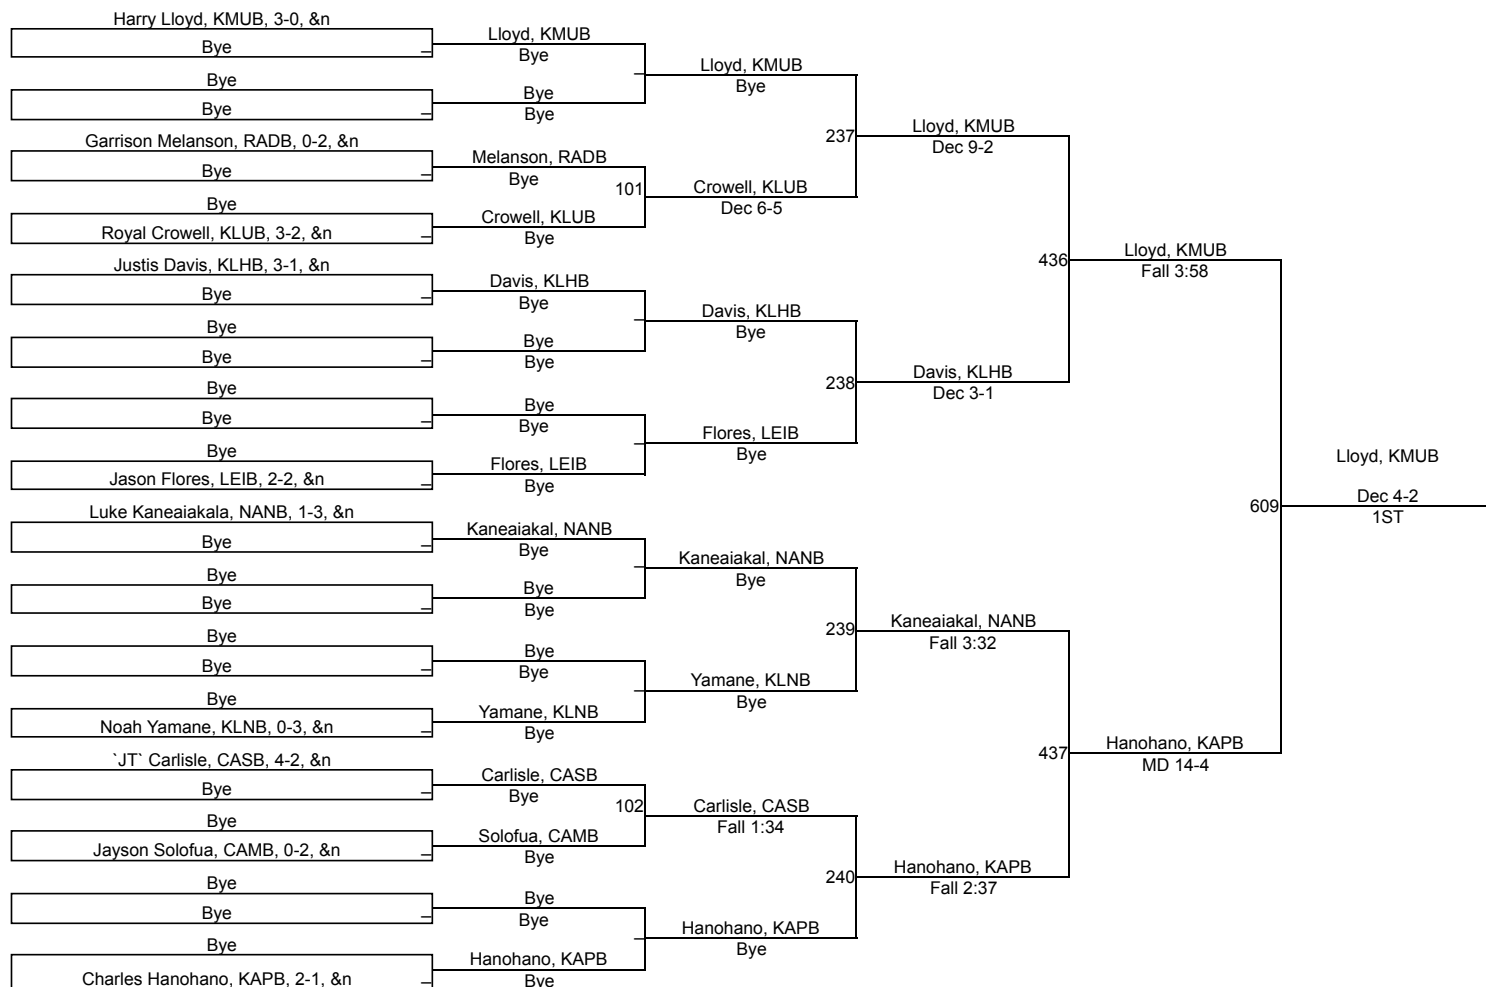 Harry Lloyd, KMUB, 3-0, &n
Bye
Bye
Bye
Garrison Melanson, RADB, 0-2, &n
Bye
Bye
Royal Crowell, KLUB, 3-2, &n
Justis Davis, KLHB, 3-1, &n
Bye
Bye
Bye
Bye
Bye
Bye
Jason Flores, LEIB, 2-2, &n
Luke Kaneaiakala, NANB, 1-3, &n
Bye
Bye
Bye
Bye
Bye
Bye
Noah Yamane, KLNB, 0-3, &n
`JT` Carlisle, CASB, 4-2, &n
Bye
Bye
Jayson Solofua, CAMB, 0-2, &n
Bye
Bye
Bye
Charles Hanohano, KAPB, 2-1, &n
Lloyd, KMUB
Bye
Bye
Bye
Melanson, RADB
Bye
101
Crowell, KLUB
Bye
Davis, KLHB
Bye
Bye
Bye
Bye
Bye
Flores, LEIB
Bye
Kaneaiakal, NANB
Bye
Bye
Bye
Bye
Bye
Yamane, KLNB
Bye
Carlisle, CASB
Bye
102
Solofua, CAMB
Bye
Bye
Bye
Hanohano, KAPB
Bye
Lloyd, KMUB
Bye
237
Crowell, KLUB
Dec 6-5
Davis, KLHB
Bye
238
Flores, LEIB
Bye
Kaneaiakal, NANB
Bye
239
Yamane, KLNB
Bye
Carlisle, CASB
Fall 1:34
240
Hanohano, KAPB
Bye
Lloyd, KMUB
Dec 9-2
436
Davis, KLHB
Dec 3-1
Kaneaiakal, NANB
Fall 3:32
437
Hanohano, KAPB
Fall 2:37
Lloyd, KMUB
Fall 3:58
609
Hanohano, KAPB
MD 14-4
Lloyd, KMUB
Dec 4-2
1ST